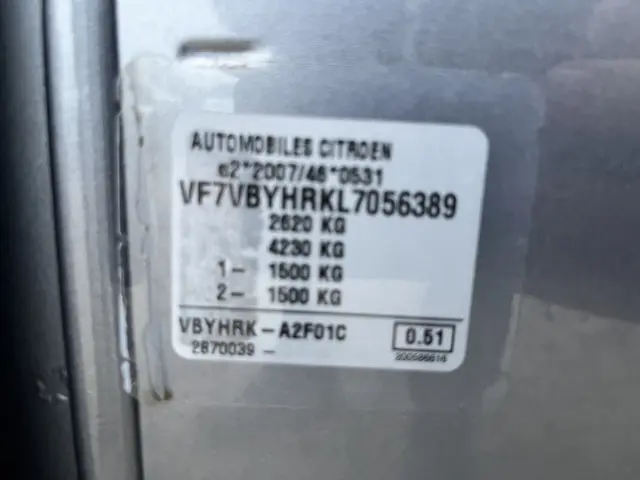 AUTOMOBILES CITROEN
e2*2007/46*0531
VF7VBYHRKL7056389
2620 KG
4230 KG
1- 1500 KG
2- 1500 KG
VBYHRK - A2F01C 0.51
2870039 -